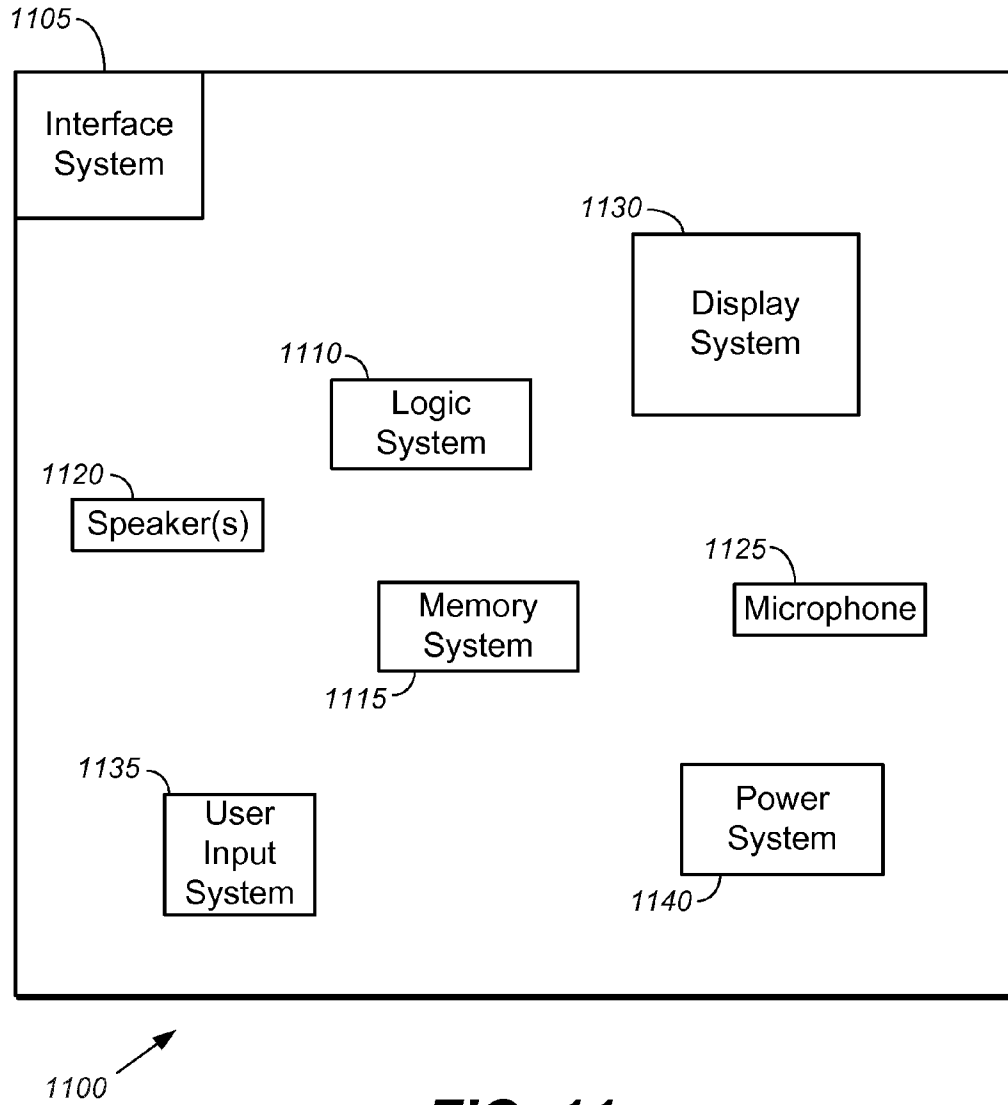 1105
Interface
System
1130
Display
System
1110
Logic
System
1120
Speaker(s)
1125
Microphone
Memory
System
1115
1135
User
Input
System
Power
System
1140
1100